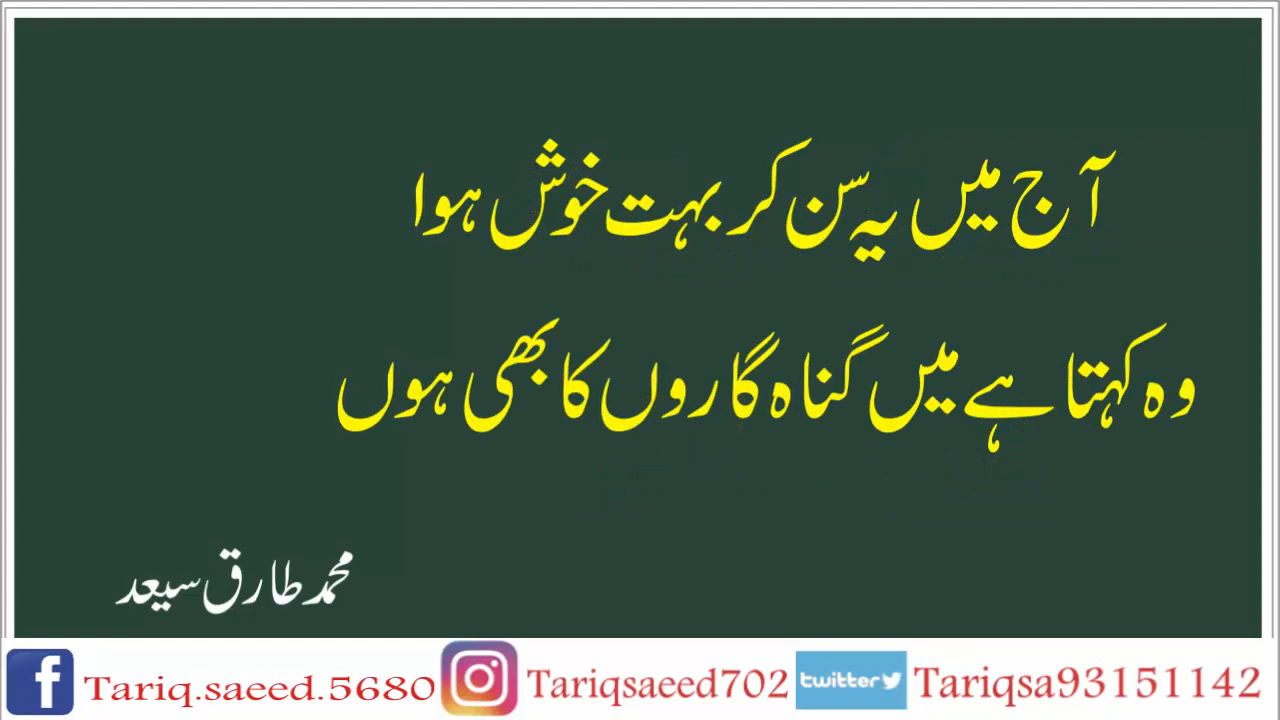 آج میں یہ سن کر بہت خوش ہوا
وہ کہتا ہے میں گناہ گاروں کا بھی ہوں
محمد طارق سیعد
Tariq.saeed.5680 Tariqsaeed702 twitter Tariqsa93151142